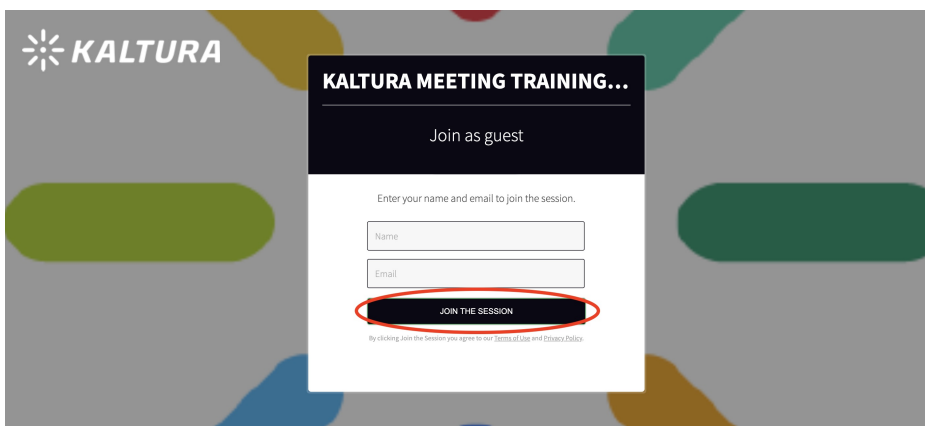 KALTURA
KALTURA MEETING TRAINING...
Join as guest
Enter your name and email to join the session.
Name
Email
JOIN THE SESSION
By clicking Join the Session you agree to our Terms of Use and Privacy Policy.